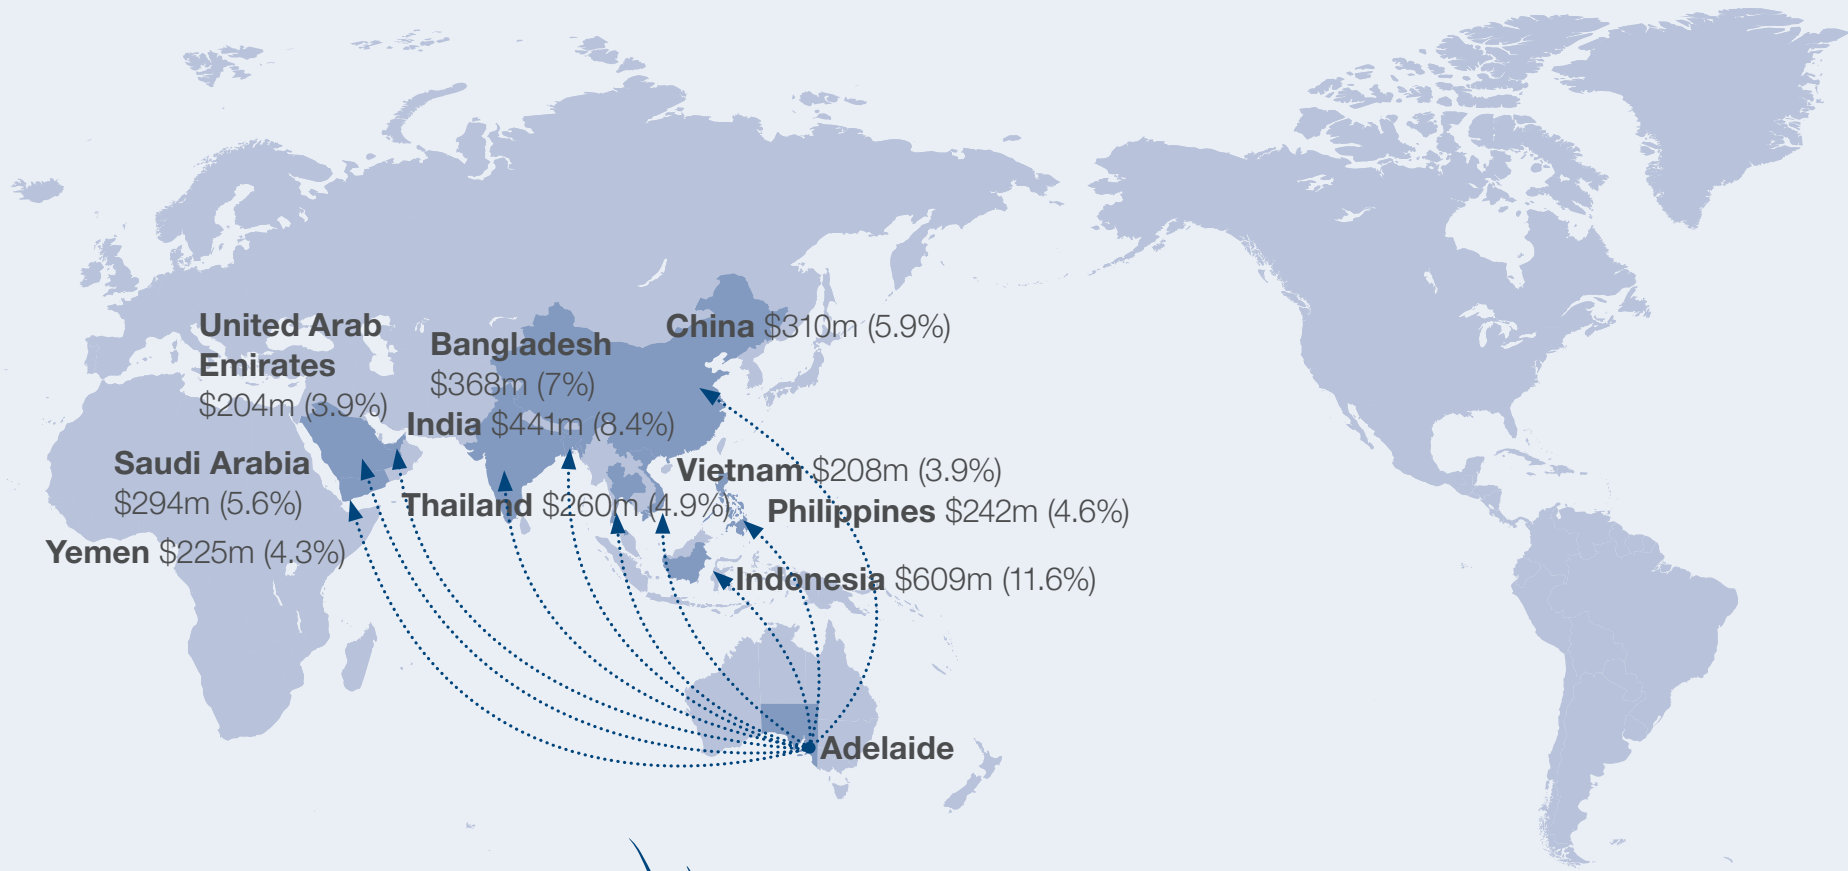 United Arab
Emirates
$204m (3.9%)
Bangladesh
$368m (7%)
China $310m (5.9%)
India $441m (8.4%)
Saudi Arabia
$294m (5.6%)
Vietnam $208m (3.9%)
Thailand $260m (4.9%)
Philippines $242m (4.6%)
Yemen $225m (4.3%)
Indonesia $609m (11.6%)
Adelaide